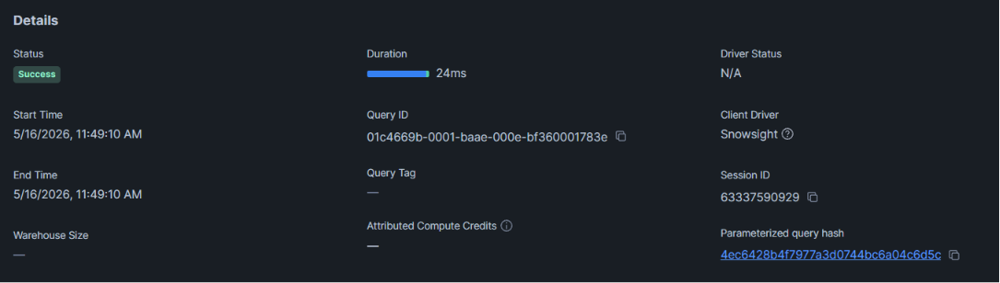 Details
Status
Success
Duration
24ms
Driver Status
N/A
Start Time
5/16/2026, 11:49:10 AM
Query ID
01c4669b-0001-baae-000e-bf360001783e
Client Driver
Snowsight
End Time
5/16/2026, 11:49:10 AM
Query Tag
—
Session ID
63337590929
Warehouse Size
—
Attributed Compute Credits
—
Parameterized query hash
4ec6428b4f7977a3d0744bc6a04c6d5c